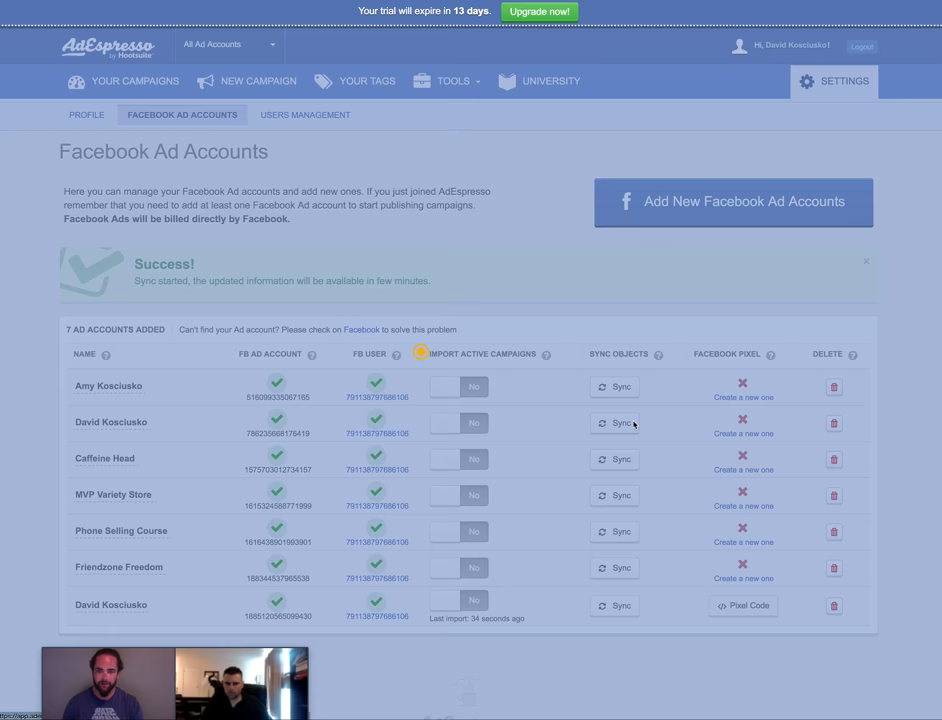 Your trial will expire in 13 days. Upgrade now!
AdEspresso by Hootsuite
All Ad Accounts
Hi, David Kosciusko! Logout
YOUR CAMPAIGNS NEW CAMPAIGN YOUR TAGS TOOLS UNIVERSITY SETTINGS
PROFILE FACEBOOK AD ACCOUNTS USERS MANAGEMENT
Facebook Ad Accounts
Here you can manage your Facebook Ad accounts and add new ones. If you just joined AdEspresso
remember that you need to add at least one Facebook Ad account to start publishing campaigns.
Facebook Ads will be billed directly by Facebook.
Add New Facebook Ad Accounts
Success!
Sync started, the updated information will be available in few minutes.
7 AD ACCOUNTS ADDED Can't find your Ad account? Please check on Facebook to solve this problem
NAME FB AD ACCOUNT FB USER IMPORT ACTIVE CAMPAIGNS SYNC OBJECTS FACEBOOK PIXEL DELETE
Amy Kosciusko 516099335067165 791138797686106 No Sync Create a new one
David Kosciusko 786235668176419 791138797686106 No Sync Create a new one
Caffeine Head 1575703012734157 791138797686106 No Sync Create a new one
MVP Variety Store 1615324588771999 791138797686106 No Sync Create a new one
Phone Selling Course 1616438901993901 791138797686106 No Sync Create a new one
Friendzone Freedom 188344537965538 791138797686106 No Sync Create a new one
David Kosciusko 1885120565099430 791138797686106 No Sync Pixel Code
Last import: 34 seconds ago